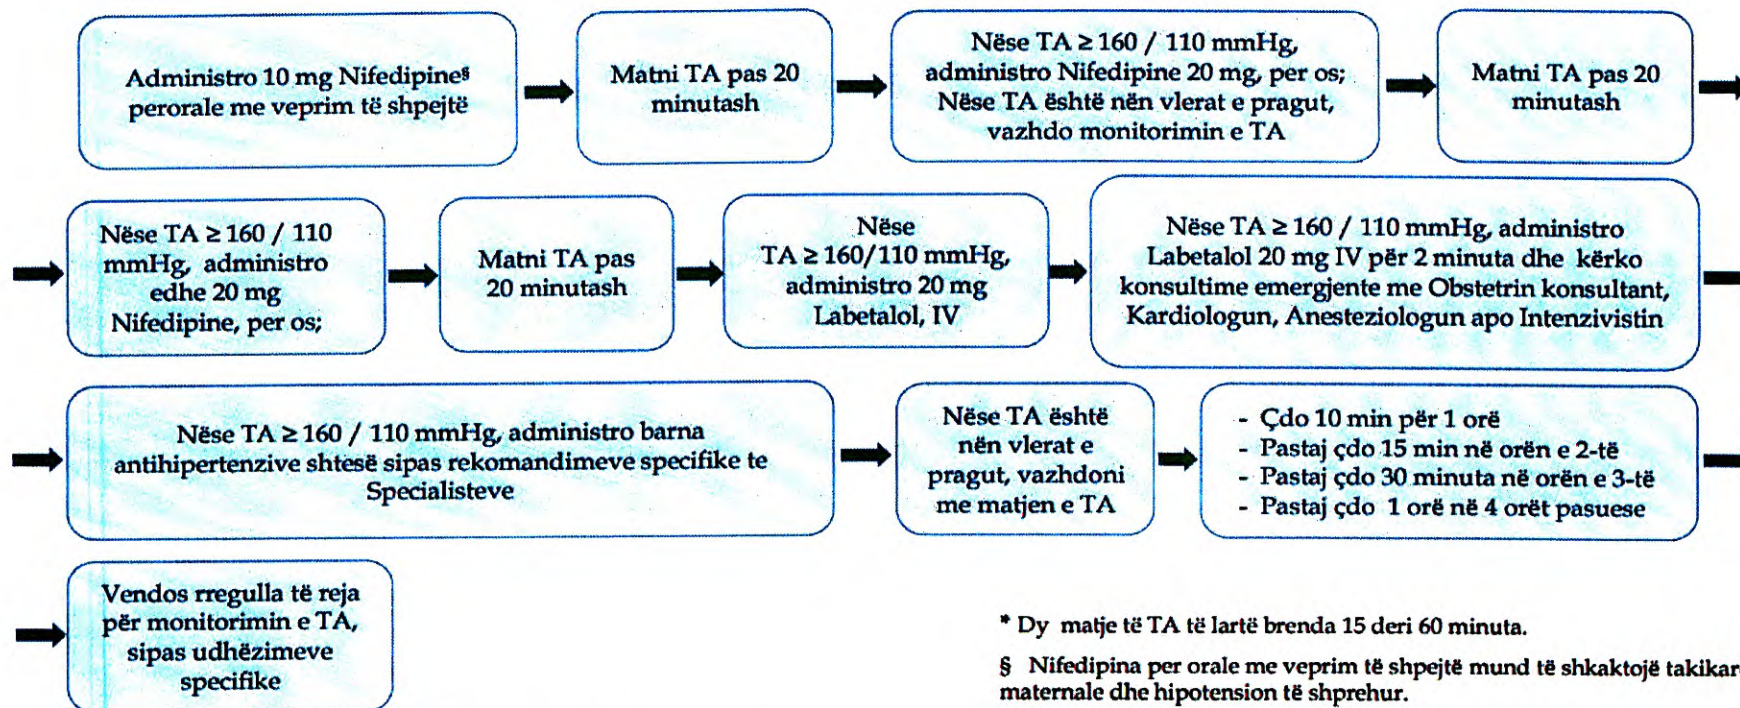 Administro 10 mg Nifedipine§
perorale me veprim të shpejtë
Matni TA pas 20
minutash
Nëse TA ≥ 160 / 110 mmHg,
administro Nifedipine 20 mg, per os;
Nëse TA është nën vlerat e pragut,
vazhdo monitorimin e TA
Matni TA pas 20
minutash
Nëse TA ≥ 160 / 110
mmHg, administro
edhe 20 mg
Nifedipine, per os;
Matni TA pas
20 minutash
Nëse
TA ≥ 160/110 mmHg,
administro 20 mg
Labetalol, IV
Nëse TA ≥ 160 / 110 mmHg, administro
Labetalol 20 mg IV për 2 minuta dhe kërko
konsultime emergjente me Obstetrin konsultant,
Kardiologun, Anesteziologun apo Intenzivistin
Nëse TA ≥ 160 / 110 mmHg, administro barna
antihipertenzive shtesë sipas rekomandimeve specifike te
Specialisteve
Nëse TA është
nën vlerat e
pragut, vazhdoni
me matjen e TA
- Çdo 10 min për 1 orë
- Pastaj çdo 15 min në orën e 2-të
- Pastaj çdo 30 minuta në orën e 3-të
- Pastaj çdo 1 orë në 4 orët pasuese
Vendos rregulla të reja
për monitorimin e TA,
sipas udhëzimeve
specifike
* Dy matje të TA të lartë brenda 15 deri 60 minuta.
§ Nifedipina per orale me veprim të shpejtë mund të shkaktojë
maternale dhe hipotension të shprehur.